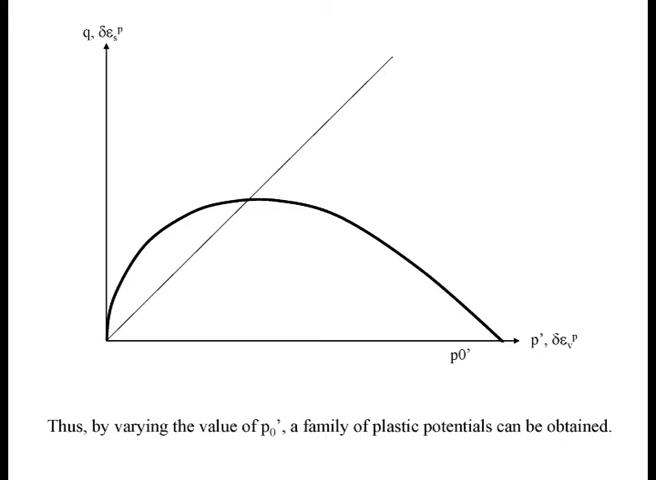 q, δεₛᵖ
p', δεᵥᵖ
p0'
Thus, by varying the value of p₀', a family of plastic potentials can be obtained.